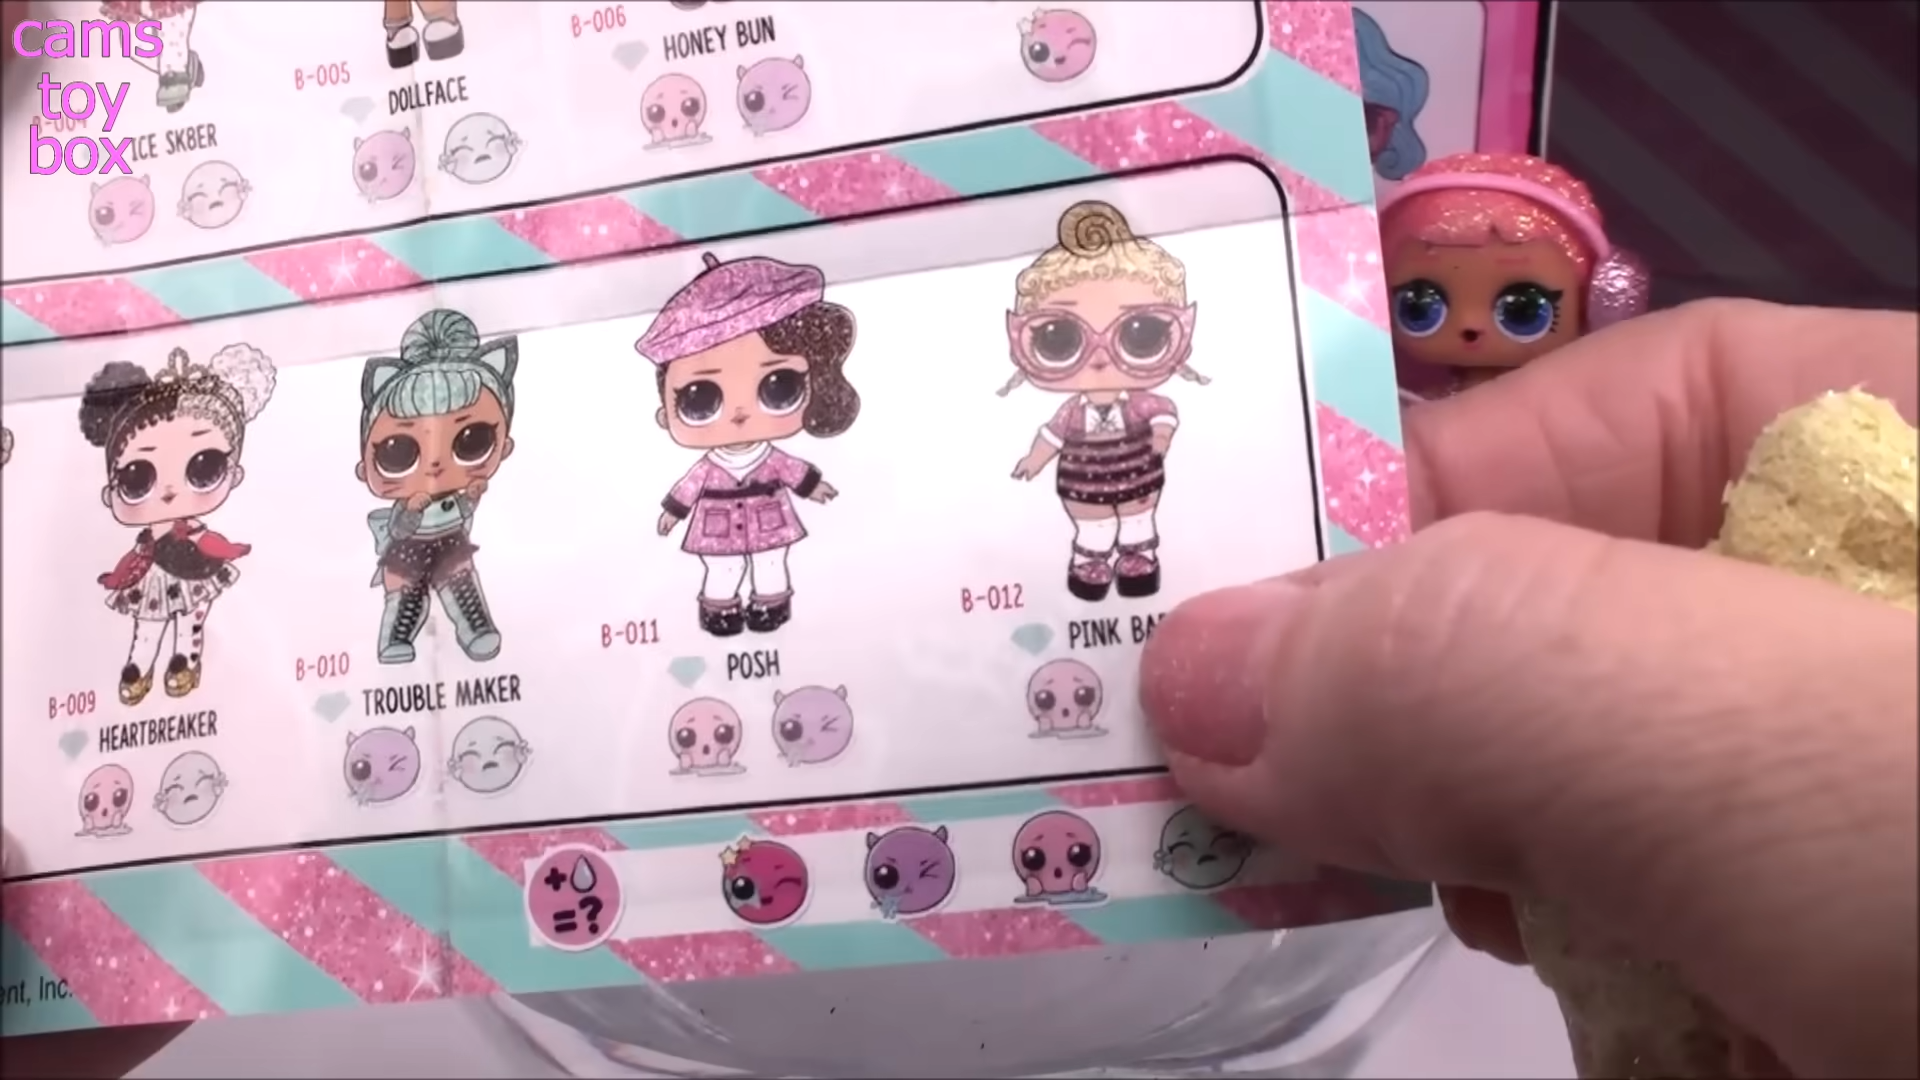 cams
toy
box
B-004
ICE SK8ER
B-005
DOLLFACE
B-006
HONEY BUN
B-009
HEARTBREAKER
B-010
TROUBLE MAKER
B-011
POSH
B-012
PINK
+
=?
Inc.